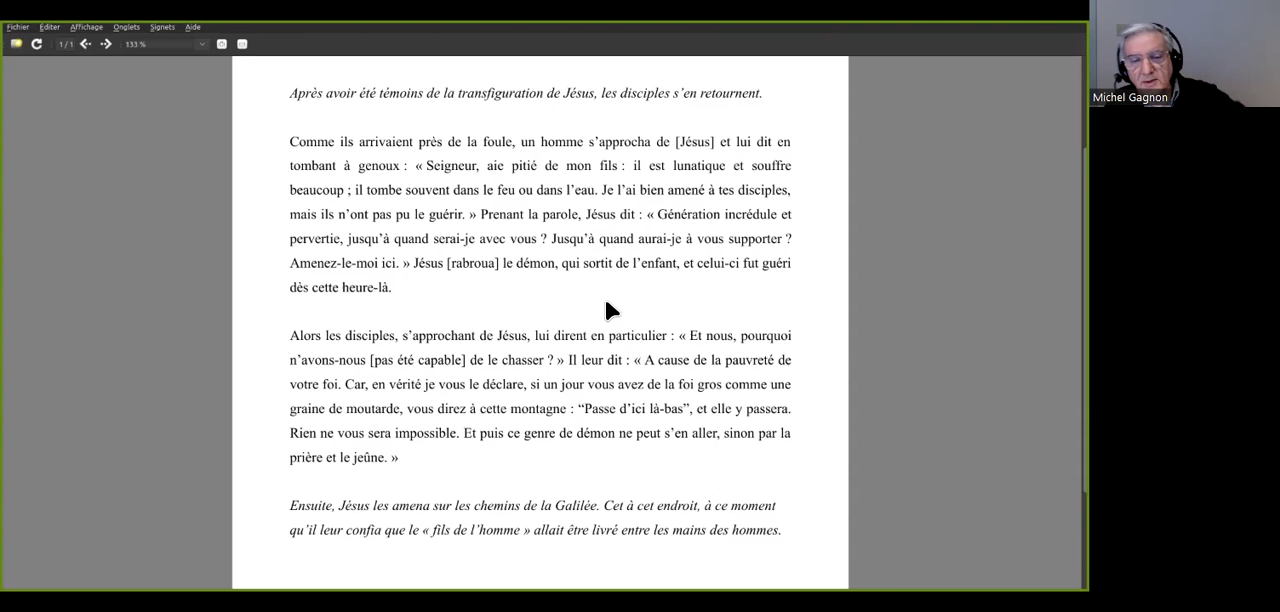 Fichier Éditer Affichage Onglets Signets Aide
1/1 133 %
Après avoir été témoins de la transfiguration de Jésus, les disciples s'en retournent.
Comme ils arrivaient près de la foule, un homme s'approcha de [Jésus] et lui dit en
tombant à genoux : « Seigneur, aie pitié de mon fils : il est lunatique et souffre
beaucoup ; il tombe souvent dans le feu ou dans l'eau. Je l'ai bien amené à tes disciples,
mais ils n'ont pas pu le guérir. » Prenant la parole, Jésus dit : « Génération incrédule et
pervertie, jusqu'à quand serai-je avec vous ? Jusqu'à quand aurai-je à vous supporter ?
Amenez-le-moi ici. » Jésus [rabroua] le démon, qui sortit de l'enfant, et celui-ci fut guéri
dès cette heure-là.
Alors les disciples, s'approchant de Jésus, lui dirent en particulier : « Et nous, pourquoi
n'avons-nous [pas été capable] de le chasser ? » Il leur dit : « A cause de la pauvreté de
votre foi. Car, en vérité je vous le déclare, si un jour vous avez de la foi gros comme une
graine de moutarde, vous direz à cette montagne : “Passe d'ici là-bas”, et elle y passera.
Rien ne vous sera impossible. Et puis ce genre de démon ne peut s'en aller, sinon par la
prière et le jeûne. »
Ensuite, Jésus les amena sur les chemins de la Galilée. Cet à cet endroit, à ce moment
qu'il leur confia que le « fils de l'homme » allait être livré entre les mains des hommes.
Michel Gagnon